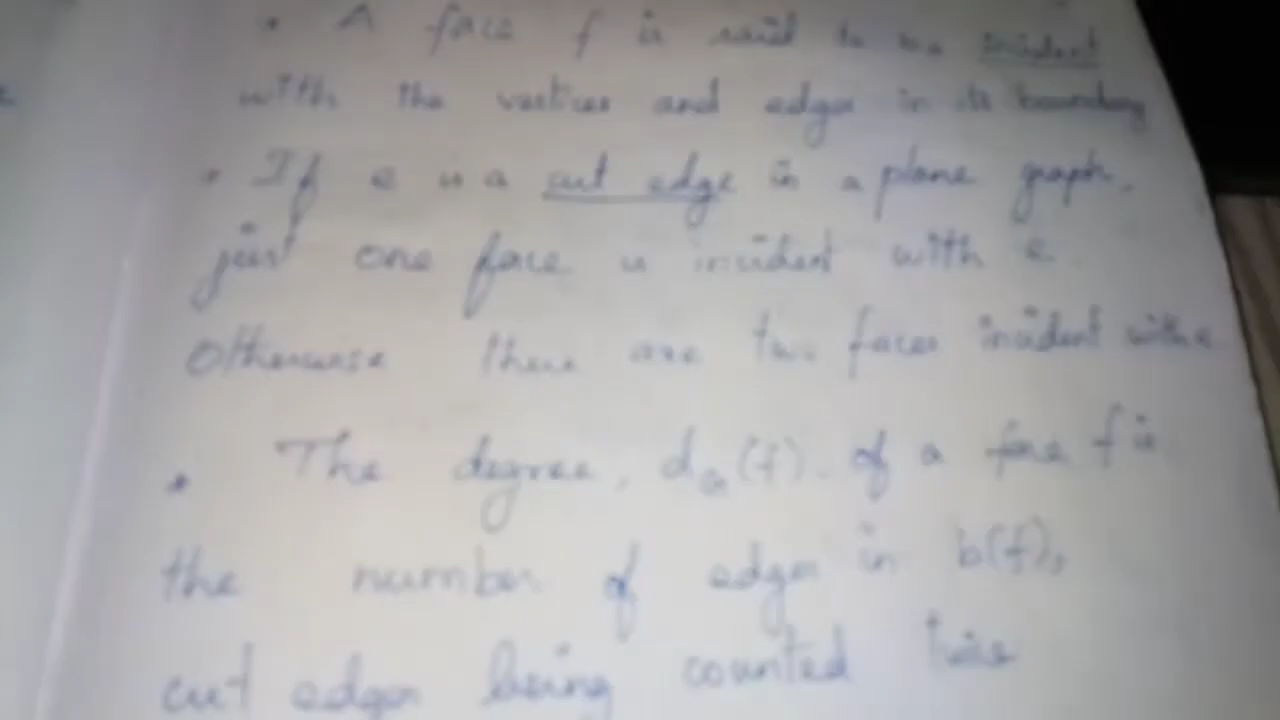 • A face f is said to be incident
with the vertices and edges in its boundary
• If e is a cut edge in a plane graph,
just one face is incident with e
Otherwise there are two faces incident with e
• The degree, dG(f) of a face f is
the number of edges in b(f),
cut edges being counted twice